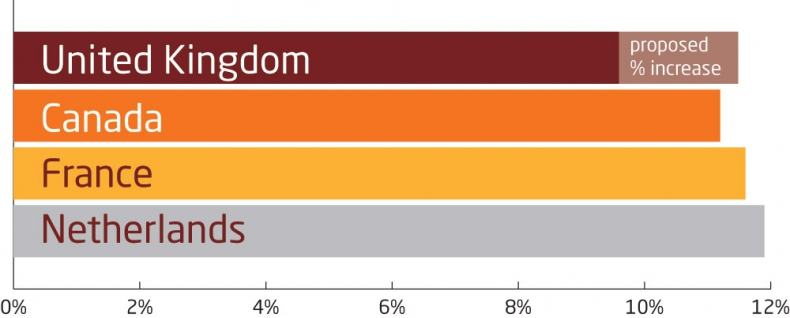 United Kingdom
proposed
% increase
Canada
France
Netherlands
0% 2% 4% 6% 8% 10% 12%